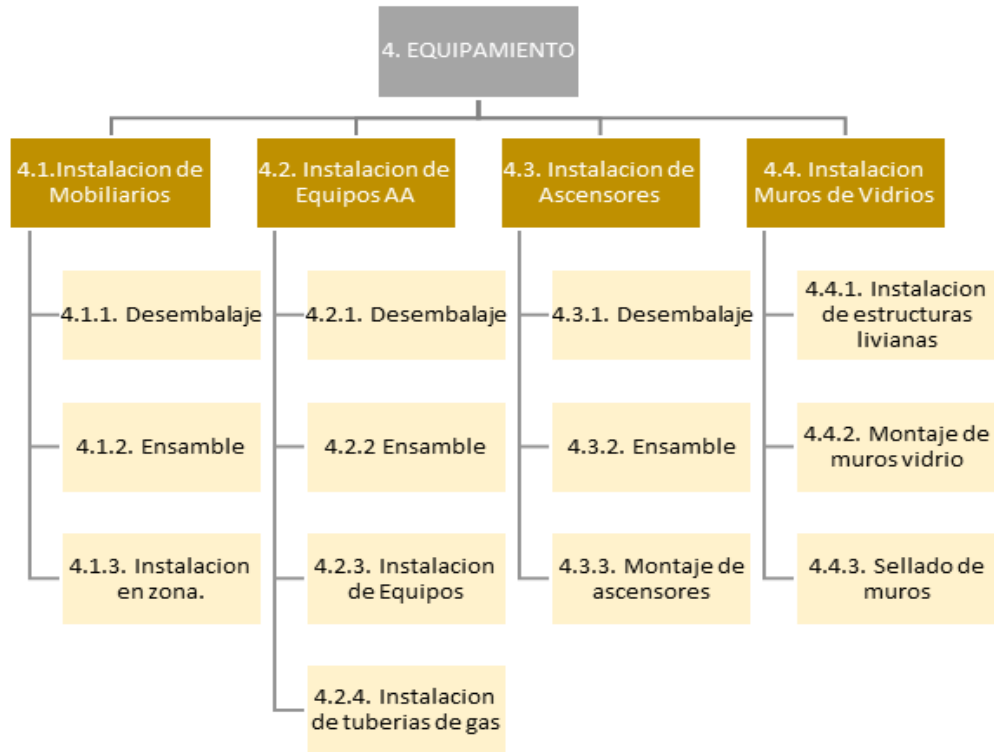 4. EQUIPAMIENTO
4.1.Instalacion de
Mobiliarios
4.2. Instalacion de
Equipos AA
4.3. Instalacion de
Ascensores
4.4. Instalacion
Muros de Vidrios
4.1.1. Desembalaje
4.1.2. Ensamble
4.1.3. Instalacion
en zona.
4.2.1. Desembalaje
4.2.2 Ensamble
4.2.3. Instalacion
de Equipos
4.2.4. Instalacion
de tuberias de gas
4.3.1. Desembalaje
4.3.2. Ensamble
4.3.3. Montaje de
ascensores
4.4.1. Instalacion
de estructuras
livianas
4.4.2. Montaje de
muros vidrio
4.4.3. Sellado de
muros